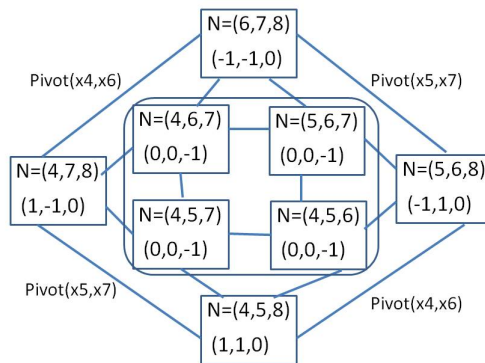 N=(6,7,8)
(-1,-1,0)
Pivot(x4,x6)
Pivot(x5,x7)
N=(4,6,7)
(0,0,-1)
N=(5,6,7)
(0,0,-1)
N=(4,7,8)
(1,-1,0)
N=(5,6,8)
(-1,1,0)
N=(4,5,7)
(0,0,-1)
N=(4,5,6)
(0,0,-1)
Pivot(x5,x7)
Pivot(x4,x6)
N=(4,5,8)
(1,1,0)